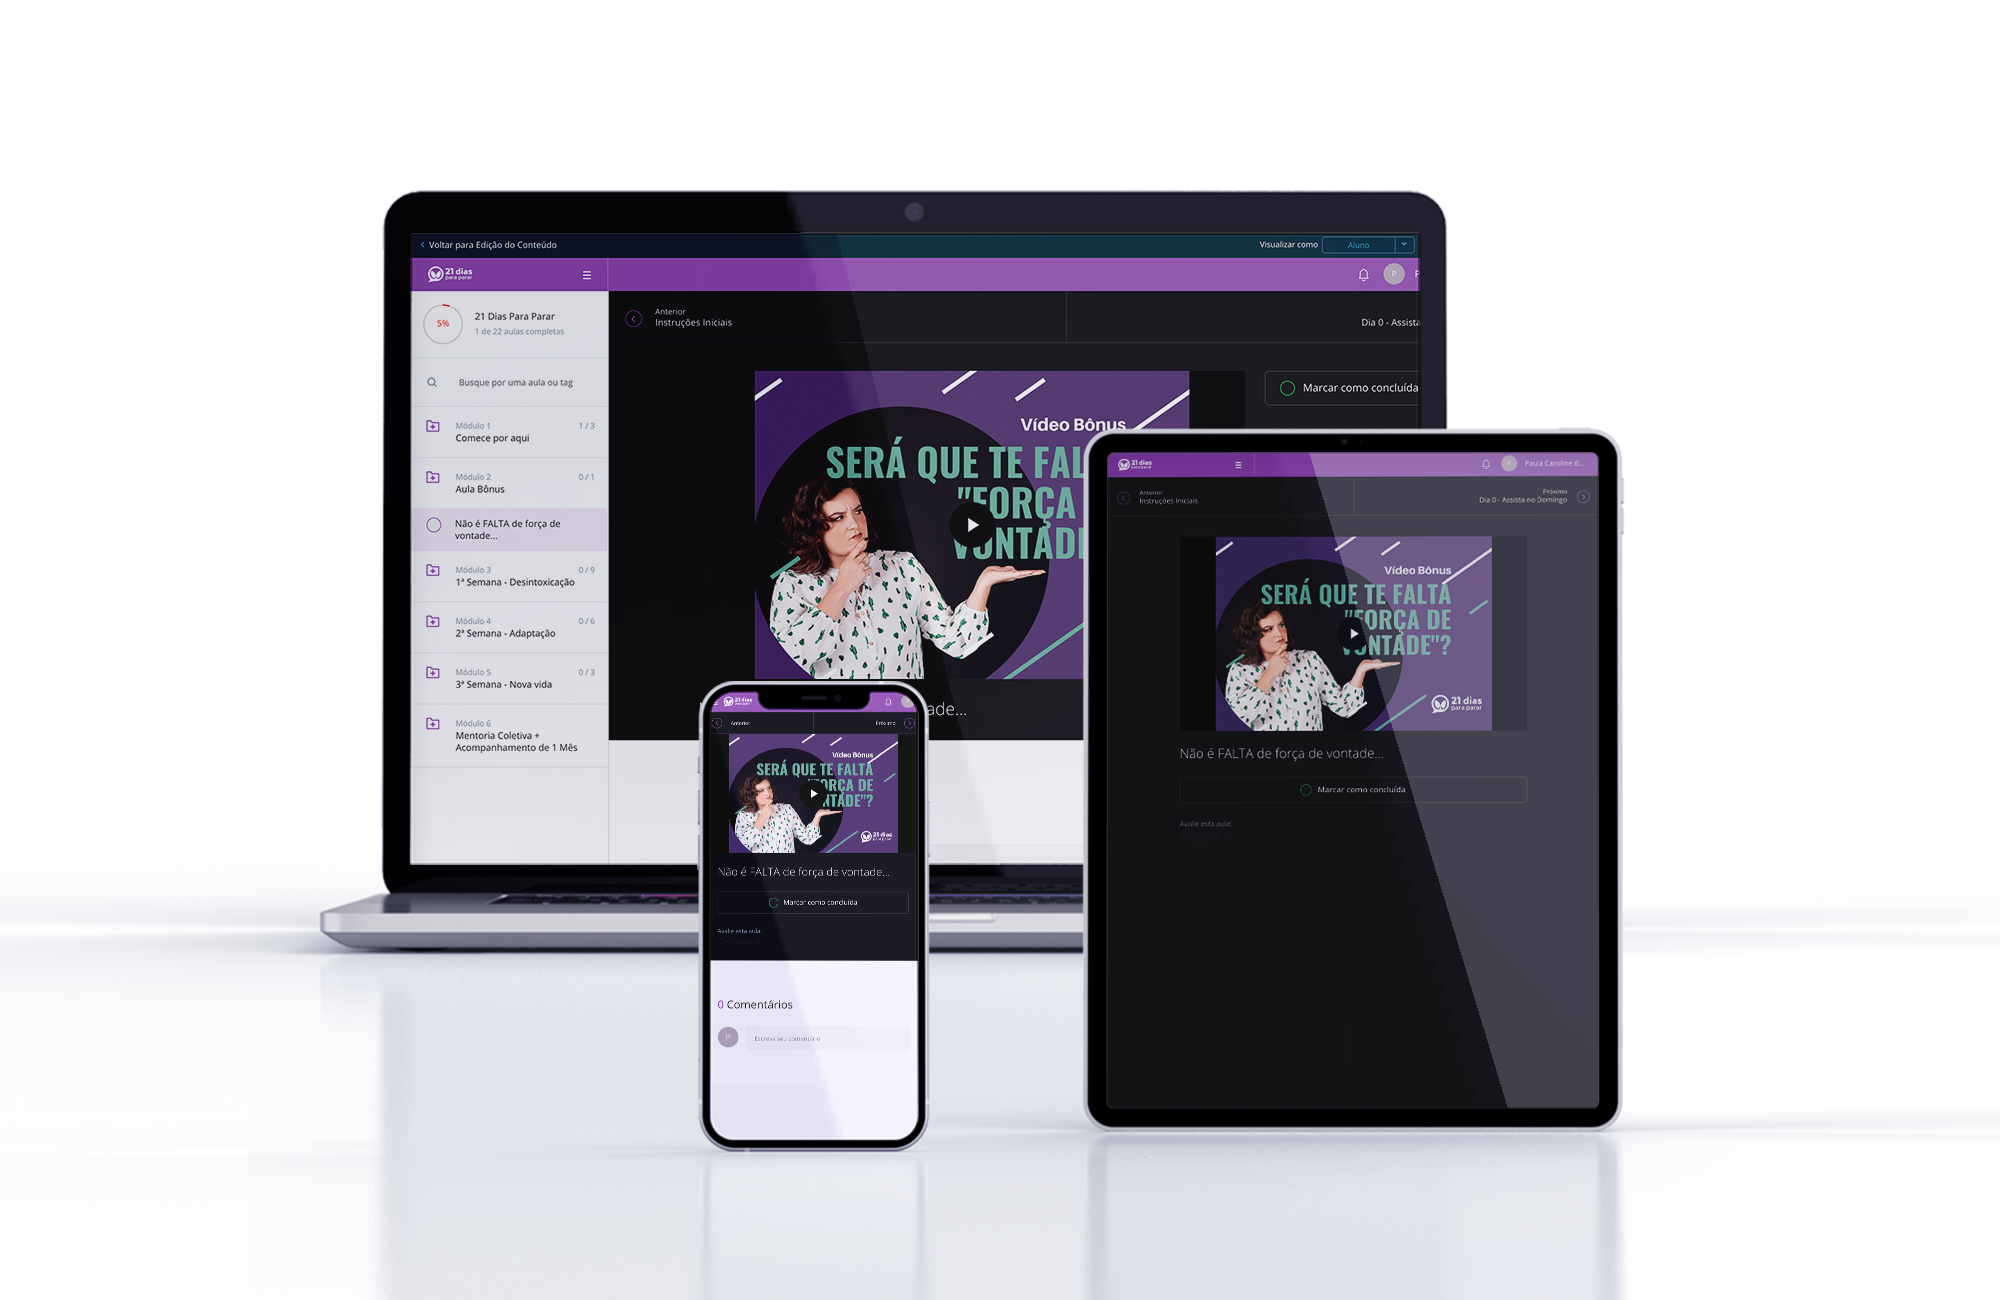 Voltar para Edição do Conteúdo
Visualizar como
Aluno
21 dias
para parar
P
P
5%
21 Dias Para Parar
1 de 22 aulas completas
Busque por uma aula ou tag
Módulo 1
1 / 3
Comece por aqui
Módulo 2
0 / 1
Aula Bônus
Não é FALTA de força de
vontade...
Módulo 3
0 / 9
1ª Semana - Desintoxicação
Módulo 4
0 / 6
2ª Semana - Adaptação
Módulo 5
0 / 3
3ª Semana - Nova vida
Módulo 6
Mentoria Coletiva +
Acompanhamento de 1 Mês
Anterior
Instruções Iniciais
Dia 0 - Assista
Marcar como concluída
Vídeo Bônus
SERÁ QUE TE FAL
"FORÇA
VONTADE
ade...
21 dias
para parar
Anterior
Próximo
Vídeo Bônus
SERÁ QUE TE FALTA
"FORÇA DE
VONTADE"?
21 dias
para parar
Não é FALTA de força de vontade...
Marcar como concluída
Avalie esta aula:
0 Comentários
P
Escreva seu comentário
21 dias
para parar
P
Paula Caroline d...
Anterior
Instruções Iniciais
Próximo
Dia 0 - Assista no Domingo
Vídeo Bônus
SERÁ QUE TE FALTA
"FORÇA DE
VONTADE"?
21 dias
para parar
Não é FALTA de força de vontade...
Marcar como concluída
Avalie esta aula: